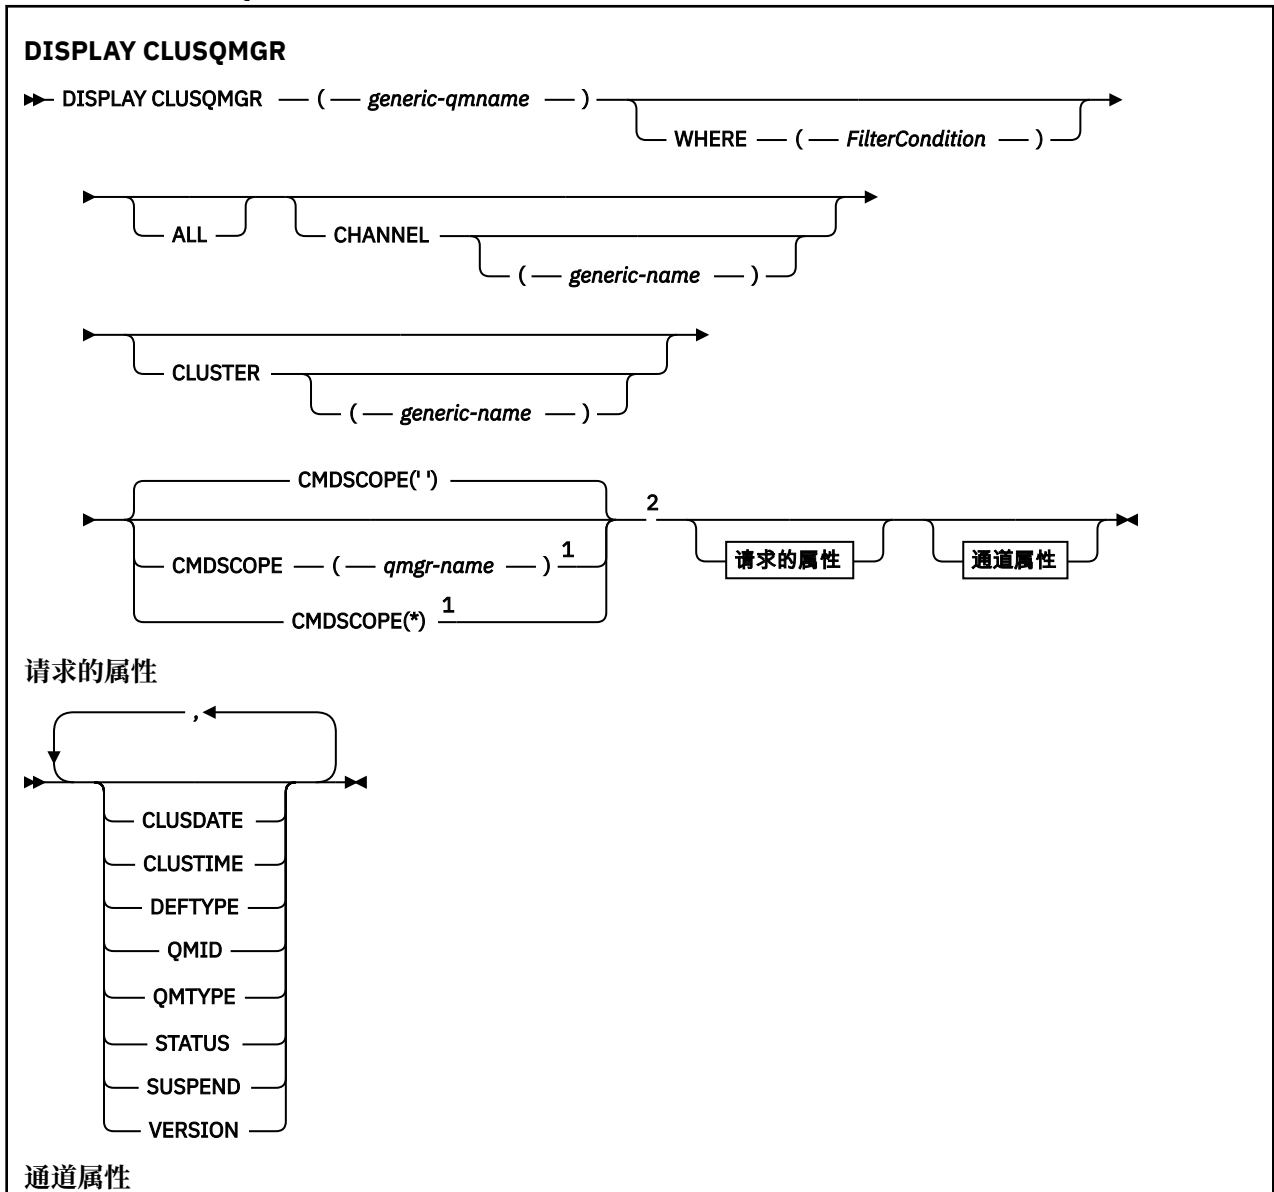 DISPLAY CLUSQMGR
DISPLAY CLUSQMGR ( generic-qmname )
WHERE ( FilterCondition )
ALL CHANNEL
( generic-name )
CLUSTER
( generic-name )
CMDSCOPE(' ')
2
CMDSCOPE ( qmgr-name ) 1
请求的属性 通道属性
CMDSCOPE(*) 1
请求的属性
,
CLUSDATE
CLUSTIME
DEFTYPE
QMID
QMTYPE
STATUS
SUSPEND
VERSION
通道属性